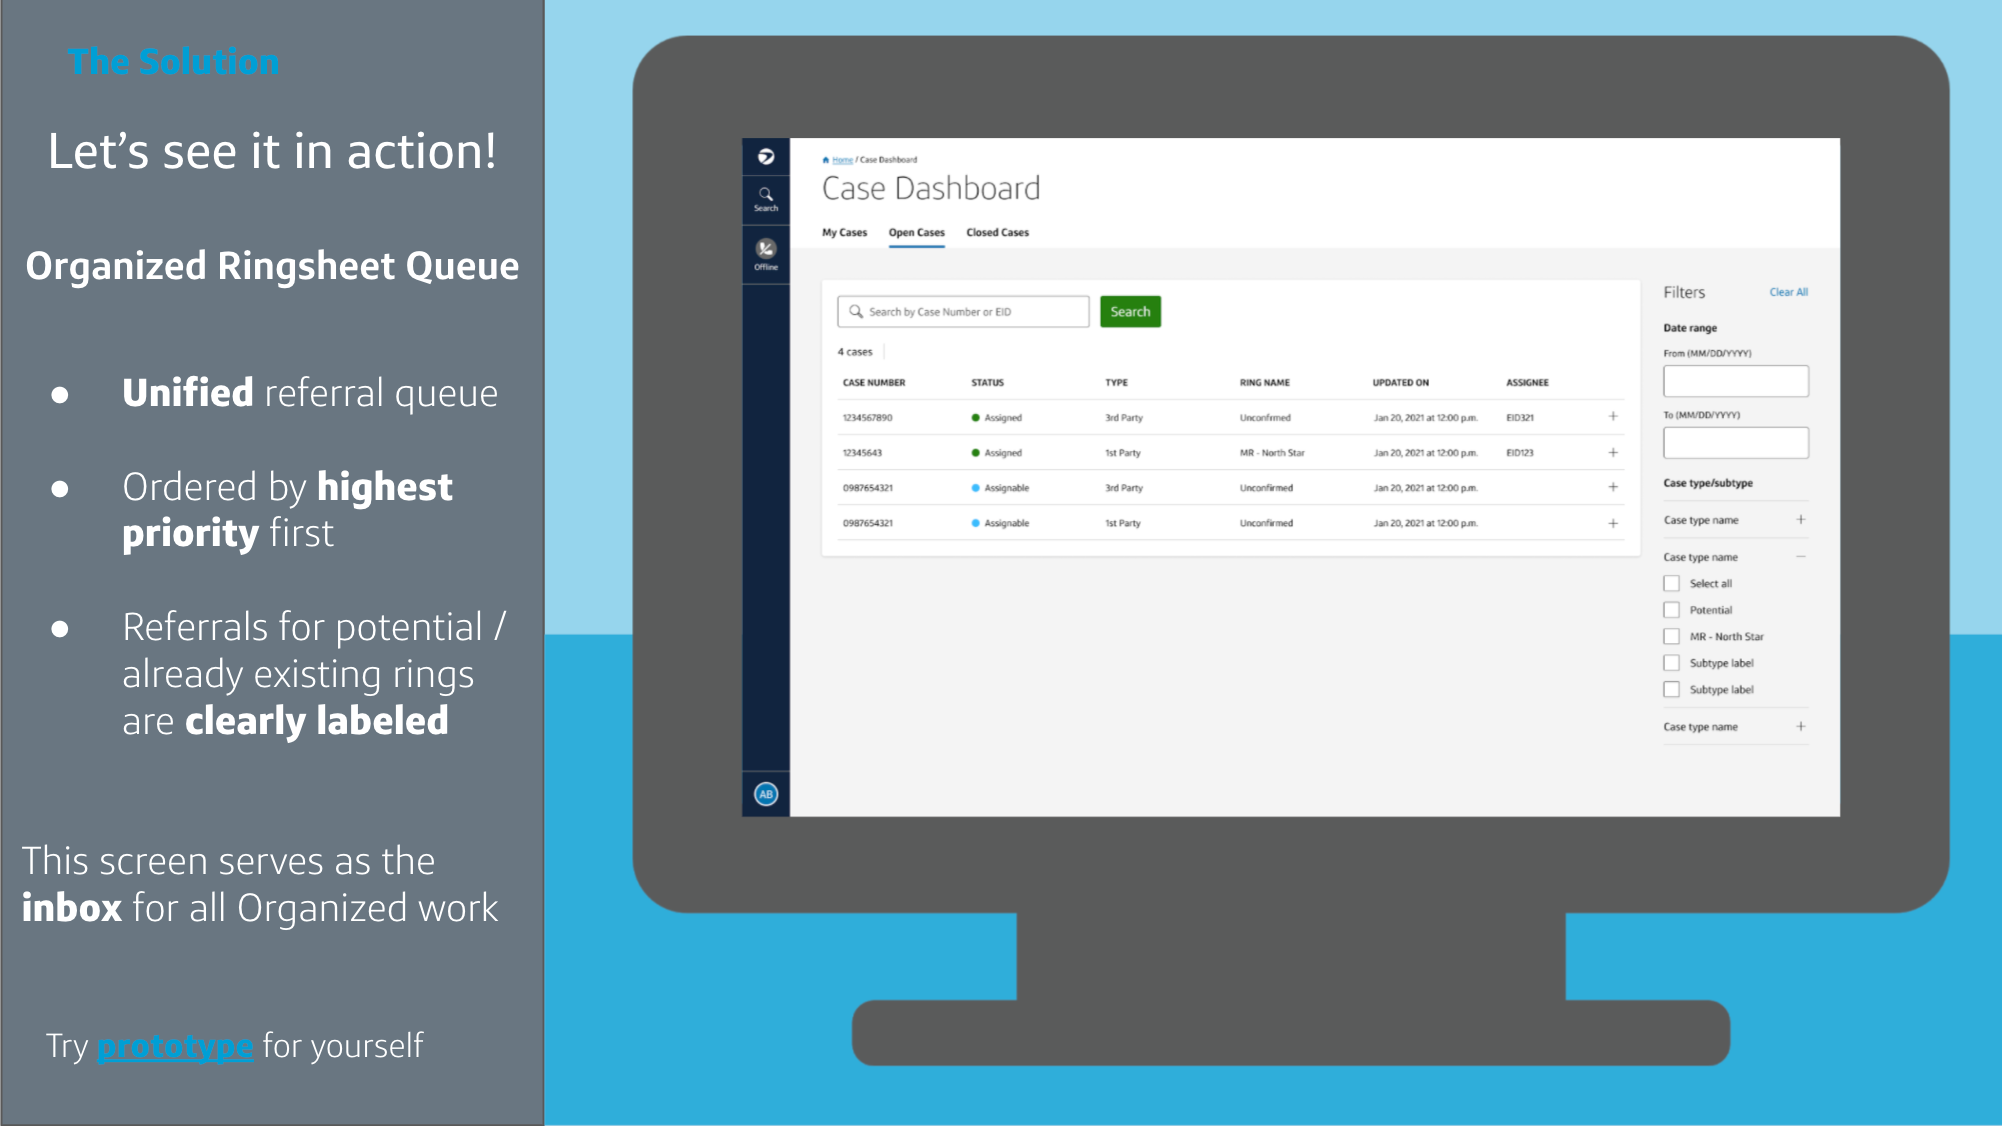 The Solution
Let's see it in action!
Organized Ringsheet Queue
● Unified referral queue
● Ordered by highest
priority first
● Referrals for potential /
already existing rings
are clearly labeled
This screen serves as the
inbox for all Organized work
Try prototype for yourself
Search
Offline
AB
Home / Case Dashboard
Case Dashboard
My Cases Open Cases Closed Cases
Search by Case Number or EID Search
4 cases
CASE NUMBER STATUS TYPE RING NAME UPDATED ON ASSIGNEE
1234567890 Assigned 3rd Party Unconfirmed Jan 20, 2021 at 12:00 p.m. EID321 +
12345643 Assigned 1st Party MR - North Star Jan 20, 2021 at 12:00 p.m. EID123 +
0987654321 Assignable 3rd Party Unconfirmed Jan 20, 2021 at 12:00 p.m. +
0987654321 Assignable 1st Party Unconfirmed Jan 20, 2021 at 12:00 p.m. +
Filters Clear All
Date range
From (MM/DD/YYYY)
To (MM/DD/YYYY)
Case type/subtype
Case type name +
Case type name —
Select all
Potential
MR - North Star
Subtype label
Subtype label
Case type name +